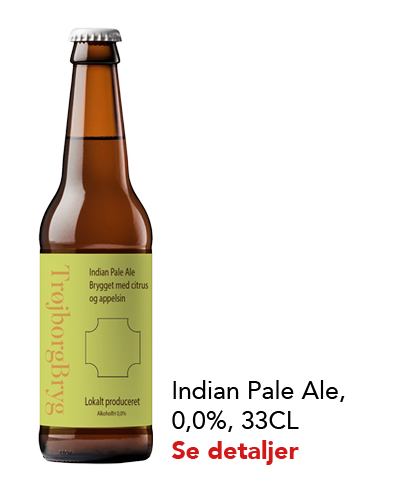 TrøjborgBryg
Indian Pale Ale
Brygget med citrus
og appelsin
Lokalt produceret
Alkoholfri 0,0%
Indian Pale Ale,
0,0%, 33CL
Se detaljer